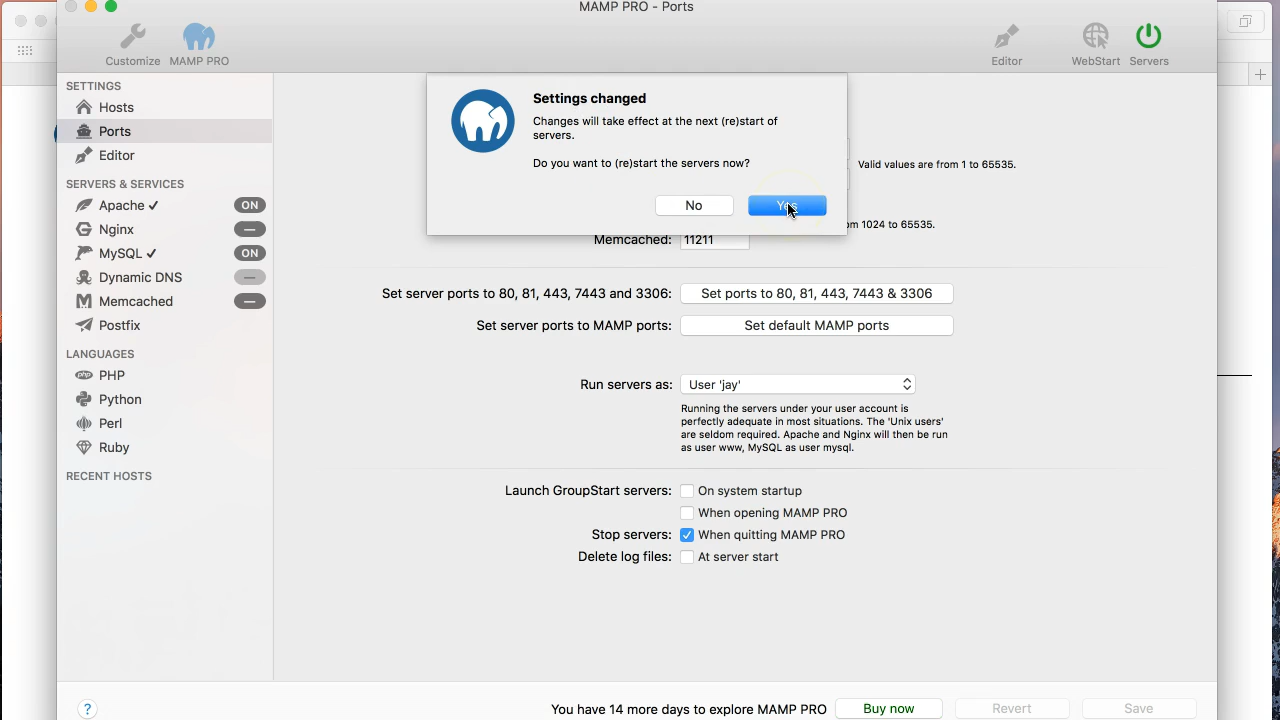 MAMP PRO - Ports
Customize
MAMP PRO
Editor
WebStart
Servers
SETTINGS
Hosts
Ports
Editor
SERVERS & SERVICES
Apache ✓ ON
Nginx
MySQL ✓ ON
Dynamic DNS
Memcached
Postfix
LANGUAGES
php PHP
Python
Perl
Ruby
RECENT HOSTS
Settings changed
Changes will take effect at the next (re)start of
servers.
Do you want to (re)start the servers now?
No
Yes
Valid values are from 1 to 65535.
om 1024 to 65535.
Memcached: 11211
Set server ports to 80, 81, 443, 7443 and 3306: Set ports to 80, 81, 443, 7443 & 3306
Set server ports to MAMP ports: Set default MAMP ports
Run servers as: User 'jay'
Running the servers under your user account is
perfectly adequate in most situations. The 'Unix users'
are seldom required. Apache and Nginx will then be run
as user www, MySQL as user mysql.
Launch GroupStart servers: On system startup
When opening MAMP PRO
Stop servers: When quitting MAMP PRO
Delete log files: At server start
?
You have 14 more days to explore MAMP PRO
Buy now
Revert
Save